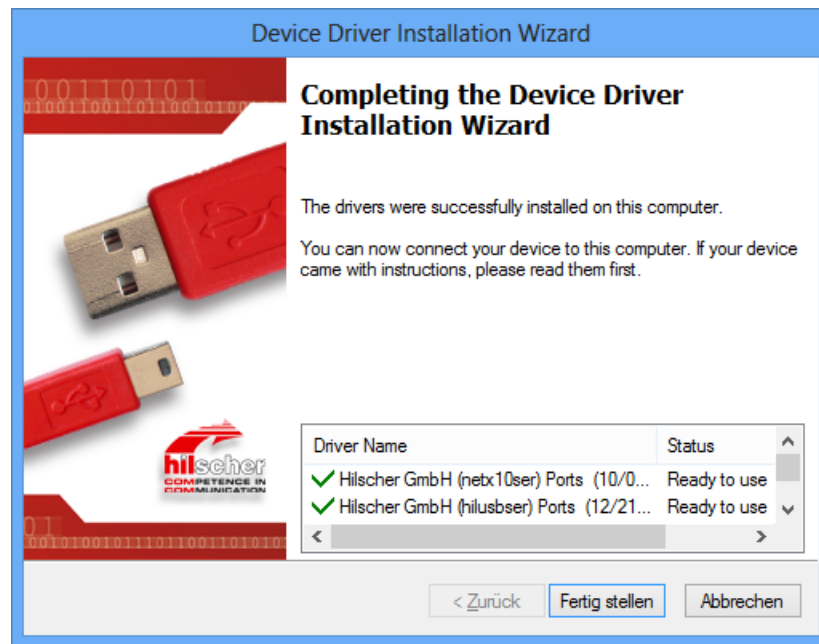 Device Driver Installation Wizard
00110101
Completing the Device Driver
Installation Wizard
The drivers were successfully installed on this computer.
You can now connect your device to this computer. If your device
came with instructions, please read them first.
hilscher
COMPETENCE IN
COMMUNICATION
Driver Name Status
Hilscher GmbH (netx10ser) Ports (10/0... Ready to use
Hilscher GmbH (hilusbser) Ports (12/21... Ready to use
01
< Zurück Fertig stellen Abbrechen